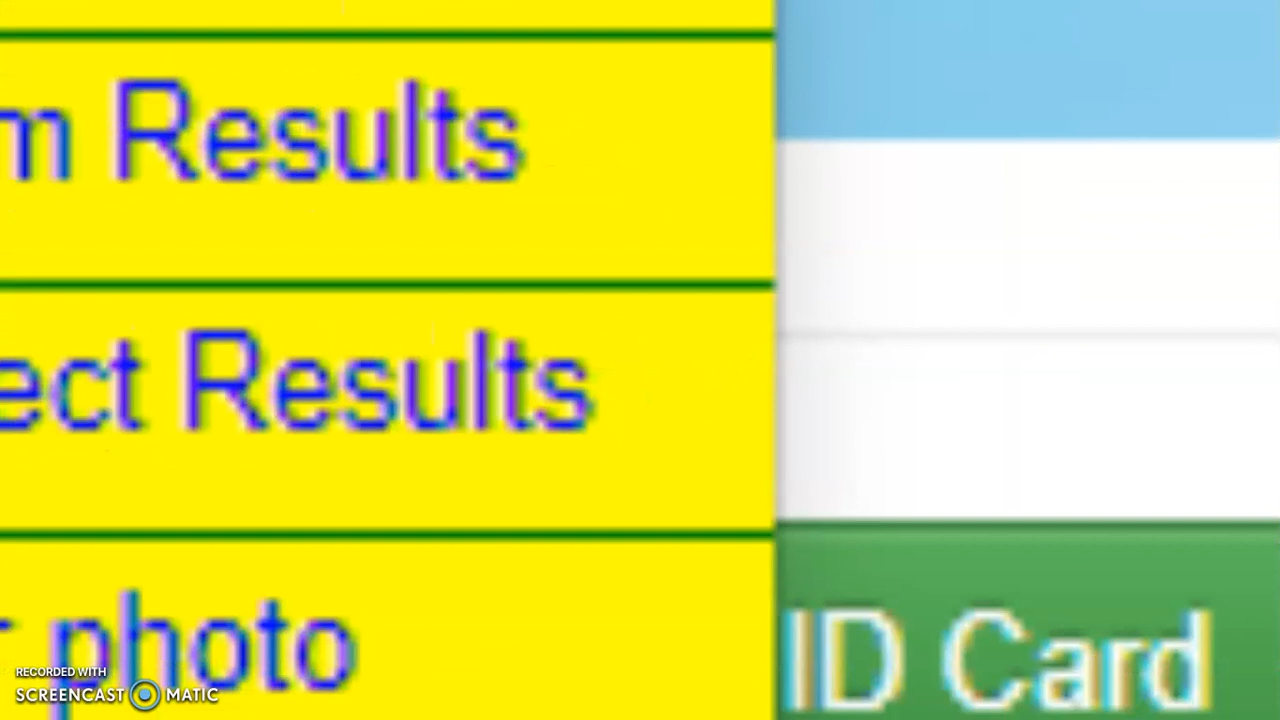 m Results
ect Results
photo
ID Card
RECORDED WITH
SCREENCAST MATIC